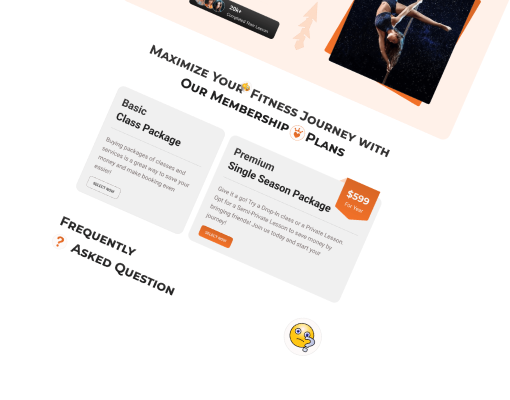 20k+
Completed Their Lesson
Maximize Your Fitness Journey with
Our Membership Plans
Basic
Class Package
Buying packages of classes and
services is a great way to save your
money and make booking even
easier!
SELECT NOW
Premium
Single Season Package
$599
For Year
Give it a go! Try a Drop-In class or a Private Lesson.
Opt for a Semi-Private Lesson to save money by
bringing friends! Join us today and start your
journey!
SELECT NOW
Frequently
? Asked Question